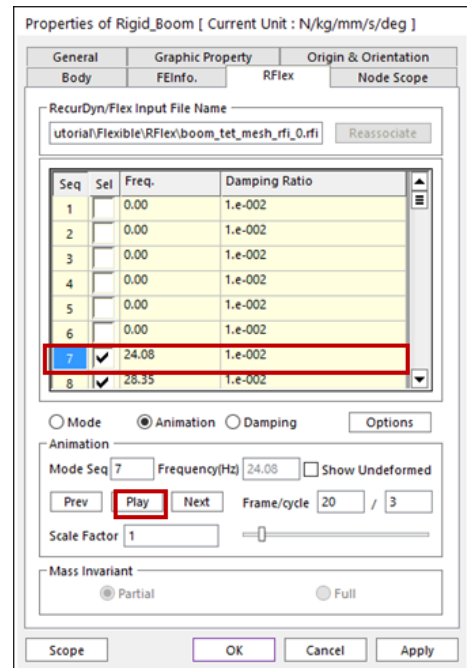 Properties of Rigid_Boom [ Current Unit : N/kg/mm/s/deg ]
General Graphic Property Origin & Orientation
Body FEInfo. RFlex Node Scope
RecurDyn/Flex Input File Name
utorial\Flexible\RFlex\boom_tet_mesh_rfi_0.rfi Reassociate
Seq Sel Freq. Damping Ratio
1 0.00 1.e-002
2 0.00 1.e-002
3 0.00 1.e-002
4 0.00 1.e-002
5 0.00 1.e-002
6 0.00 1.e-002
7 24.08 1.e-002
8 28.35 1.e-002
Mode Animation Damping Options
Animation
Mode Seq 7 Frequency(Hz) 24.08 Show Undeformed
Prev Play Next Frame/cycle 20 / 3
Scale Factor 1
Mass Invariant
Partial Full
Scope OK Cancel Apply